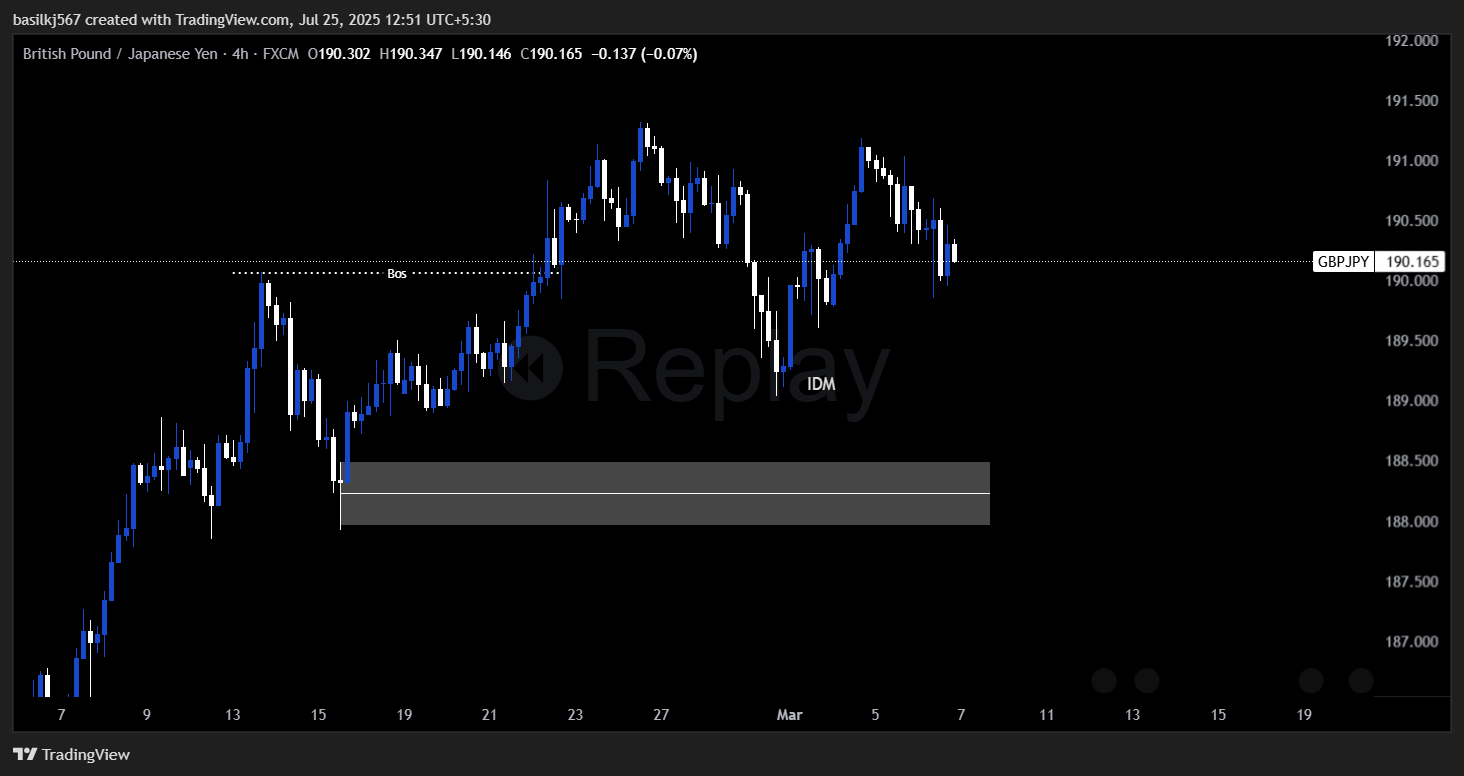 basilkj567 created with TradingView.com, Jul 25, 2025 12:51 UTC+5:30
British Pound / Japanese Yen · 4h · FXCM O190.302 H190.347 L190.146 C190.165 −0.137 (−0.07%)
192.000
191.500
191.000
190.500
GBPJPY 190.165
190.000
Bos
189.500
Replay
IDM
189.000
188.500
188.000
187.500
187.000
7 9 13 15 19 21 23 27 Mar 5 7 11 13 15 19
TradingView